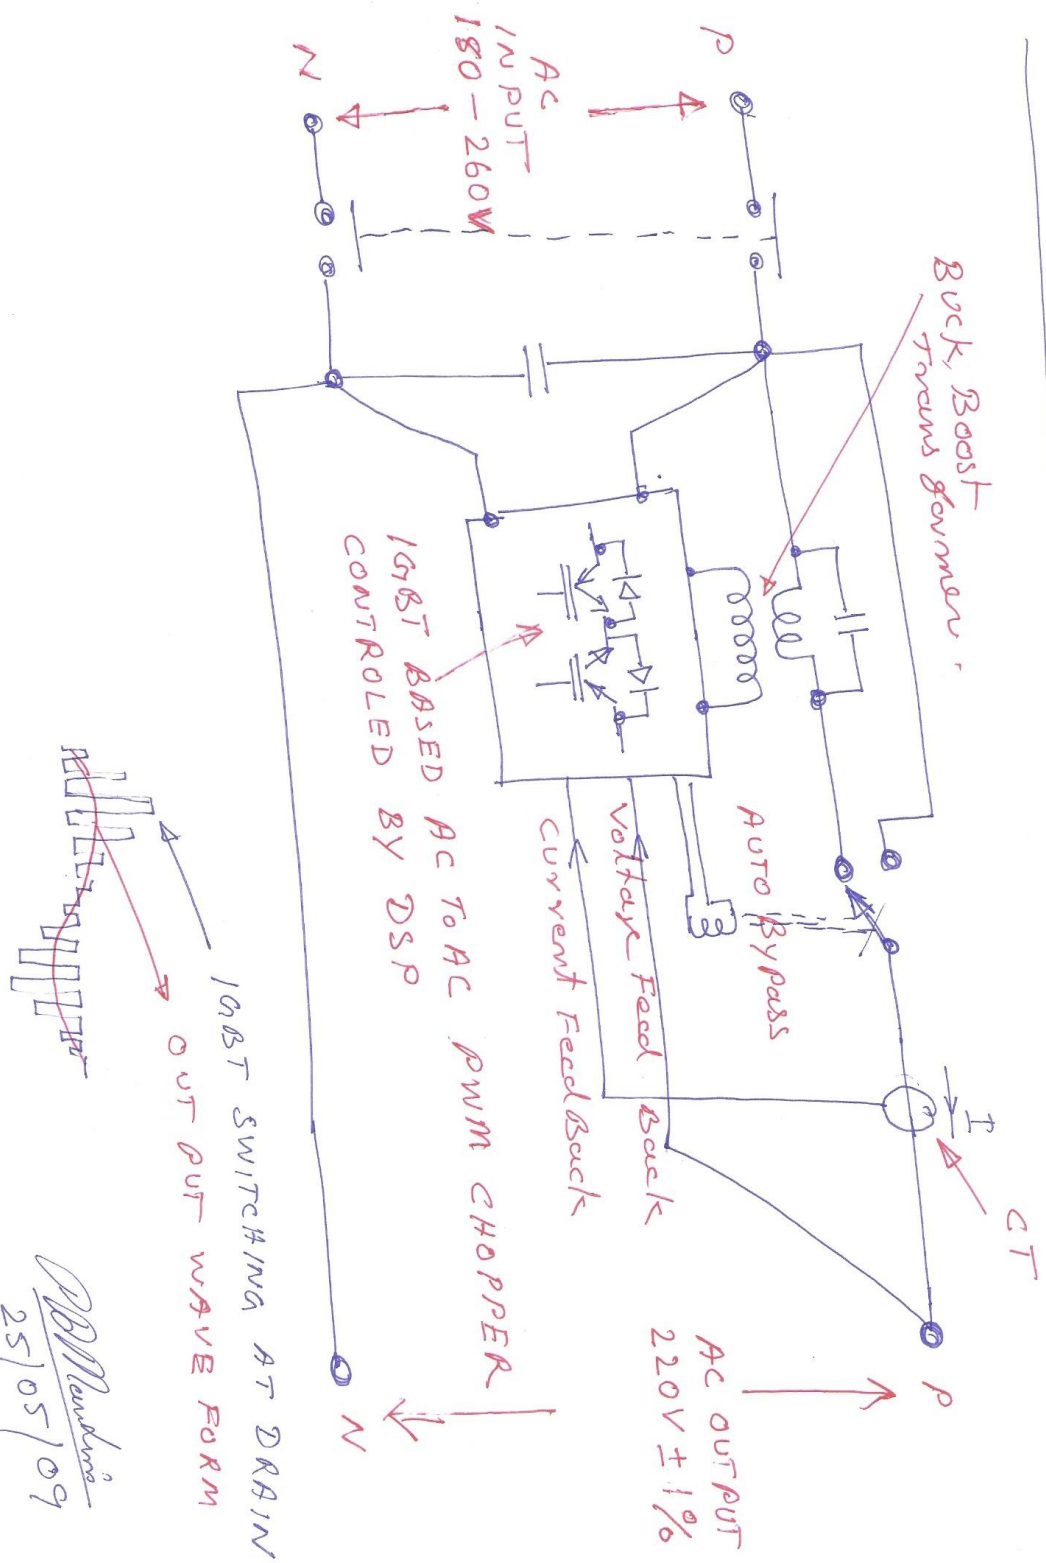 Buck, Boost
Transformer.
P
AC
INPUT
180-260V
N
AUTO BYPASS
I
CT
P
AC OUTPUT
220V ± 1%
N
Voltage Feed Back
Current Feed Back
IGBT BASED AC TO AC PWM CHOPPER
CONTROLED BY DSP
IGBT SWITCHING AT DRAIN
OUT PUT WAVE FORM
25/05/09